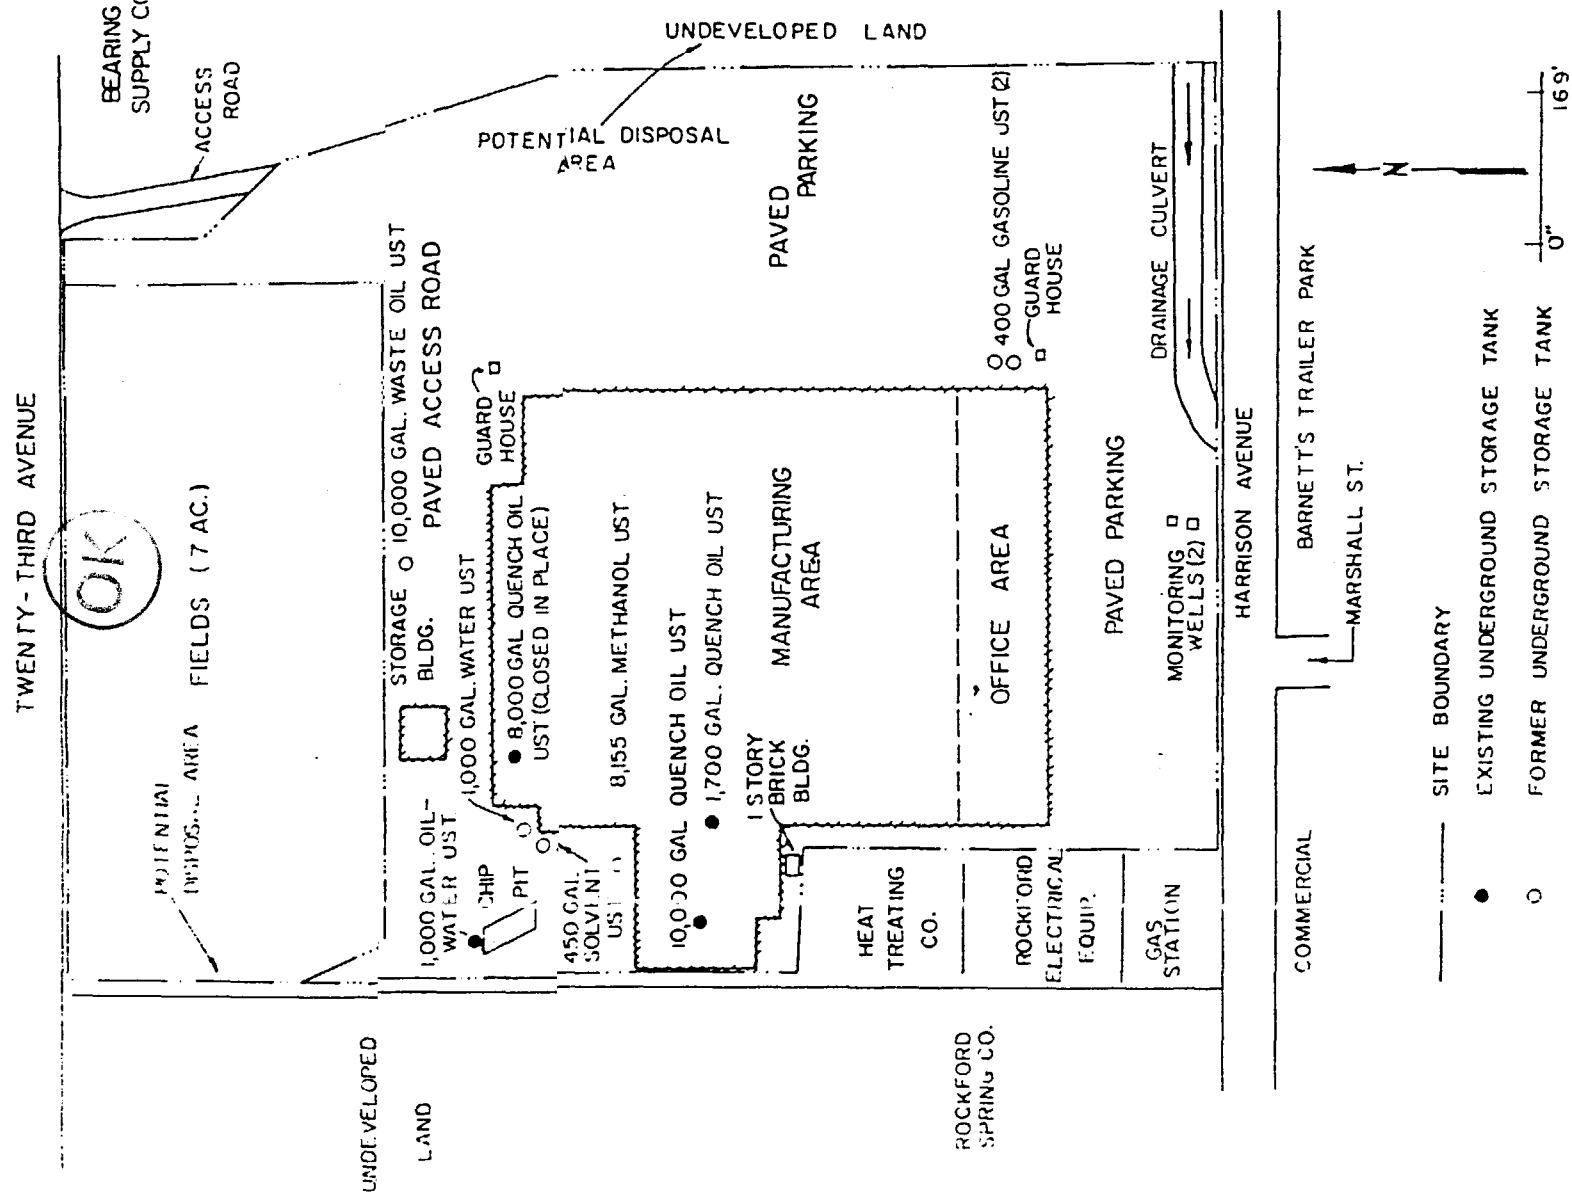 TWENTY-THIRD AVENUE
BEARING
SUPPLY CO
ACCESS
ROAD
OK
FIELDS (7 AC.)
POTENTIAL
AREA
UNDEVELOPED LAND
POTENTIAL DISPOSAL
AREA
STORAGE
BLDG.
10,000 GAL. WASTE OIL UST
PAVED ACCESS ROAD
GUARD
HOUSE
1,000 GAL. WATER UST
1,000 GAL. OIL-
WATER UST
CHIP
PIT
450 GAL.
SOLVENT
UST
8,000 GAL QUENCH OIL
UST (CLOSED IN PLACE)
8,155 GAL. METHANOL UST
10,000 GAL QUENCH OIL UST
1,700 GAL. QUENCH OIL UST
MANUFACTURING
AREA
1 STORY
BRICK
BLDG.
PAVED
PARKING
400 GAL GASOLINE UST (2)
GUARD
HOUSE
OFFICE AREA
PAVED PARKING
MONITORING
WELLS (2)
DRAINAGE CULVERT
HEAT
TREATING
CO.
ROCKFORD
ELECTRICAL
EQUIP.
GAS
STATION
UNDEVELOPED
LAND
ROCKFORD
SPRING CO.
HARRISON AVENUE
COMMERCIAL
MARSHALL ST.
BARNETT'S TRAILER PARK
N
SITE BOUNDARY
EXISTING UNDERGROUND STORAGE TANK
FORMER UNDERGROUND STORAGE TANK
0"
169'